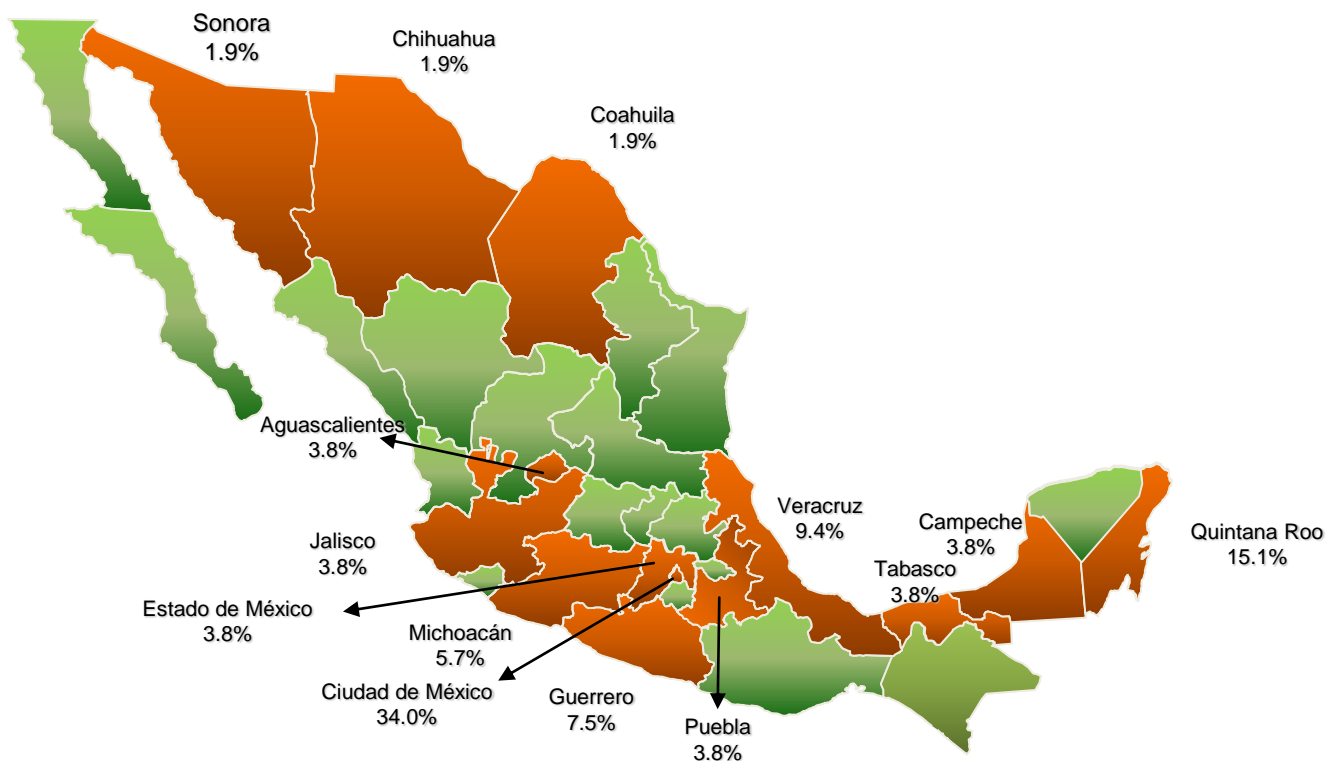 Sonora
1.9%
Chihuahua
1.9%
Coahuila
1.9%
Aguascalientes
3.8%
Jalisco
3.8%
Estado de México
3.8%
Michoacán
5.7%
Ciudad de México
34.0%
Guerrero
7.5%
Puebla
3.8%
Veracruz
9.4%
Campeche
3.8%
Tabasco
3.8%
Quintana Roo
15.1%